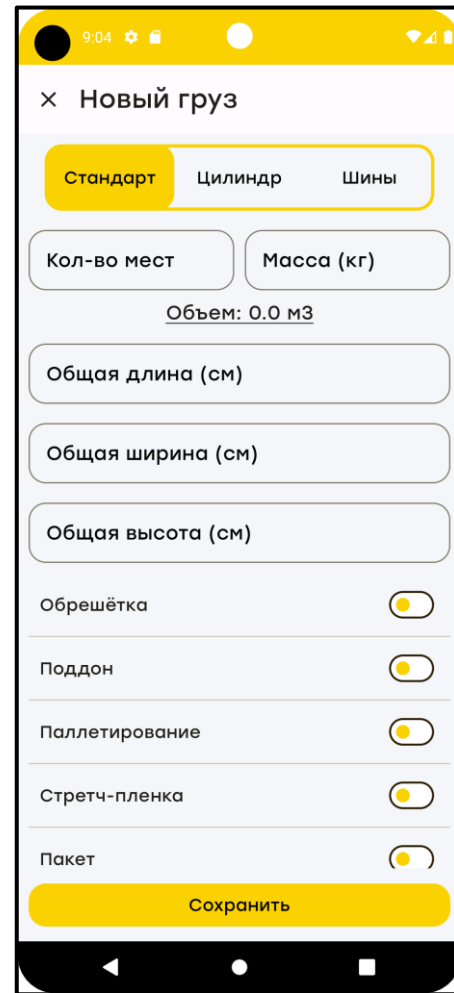 9:04
Новый груз
Стандарт Цилиндр Шины
Кол-во мест Масса (кг)
Объем: 0.0 м3
Общая длина (см)
Общая ширина (см)
Общая высота (см)
Обрешётка
Поддон
Паллетирование
Стретч-пленка
Пакет
Сохранить